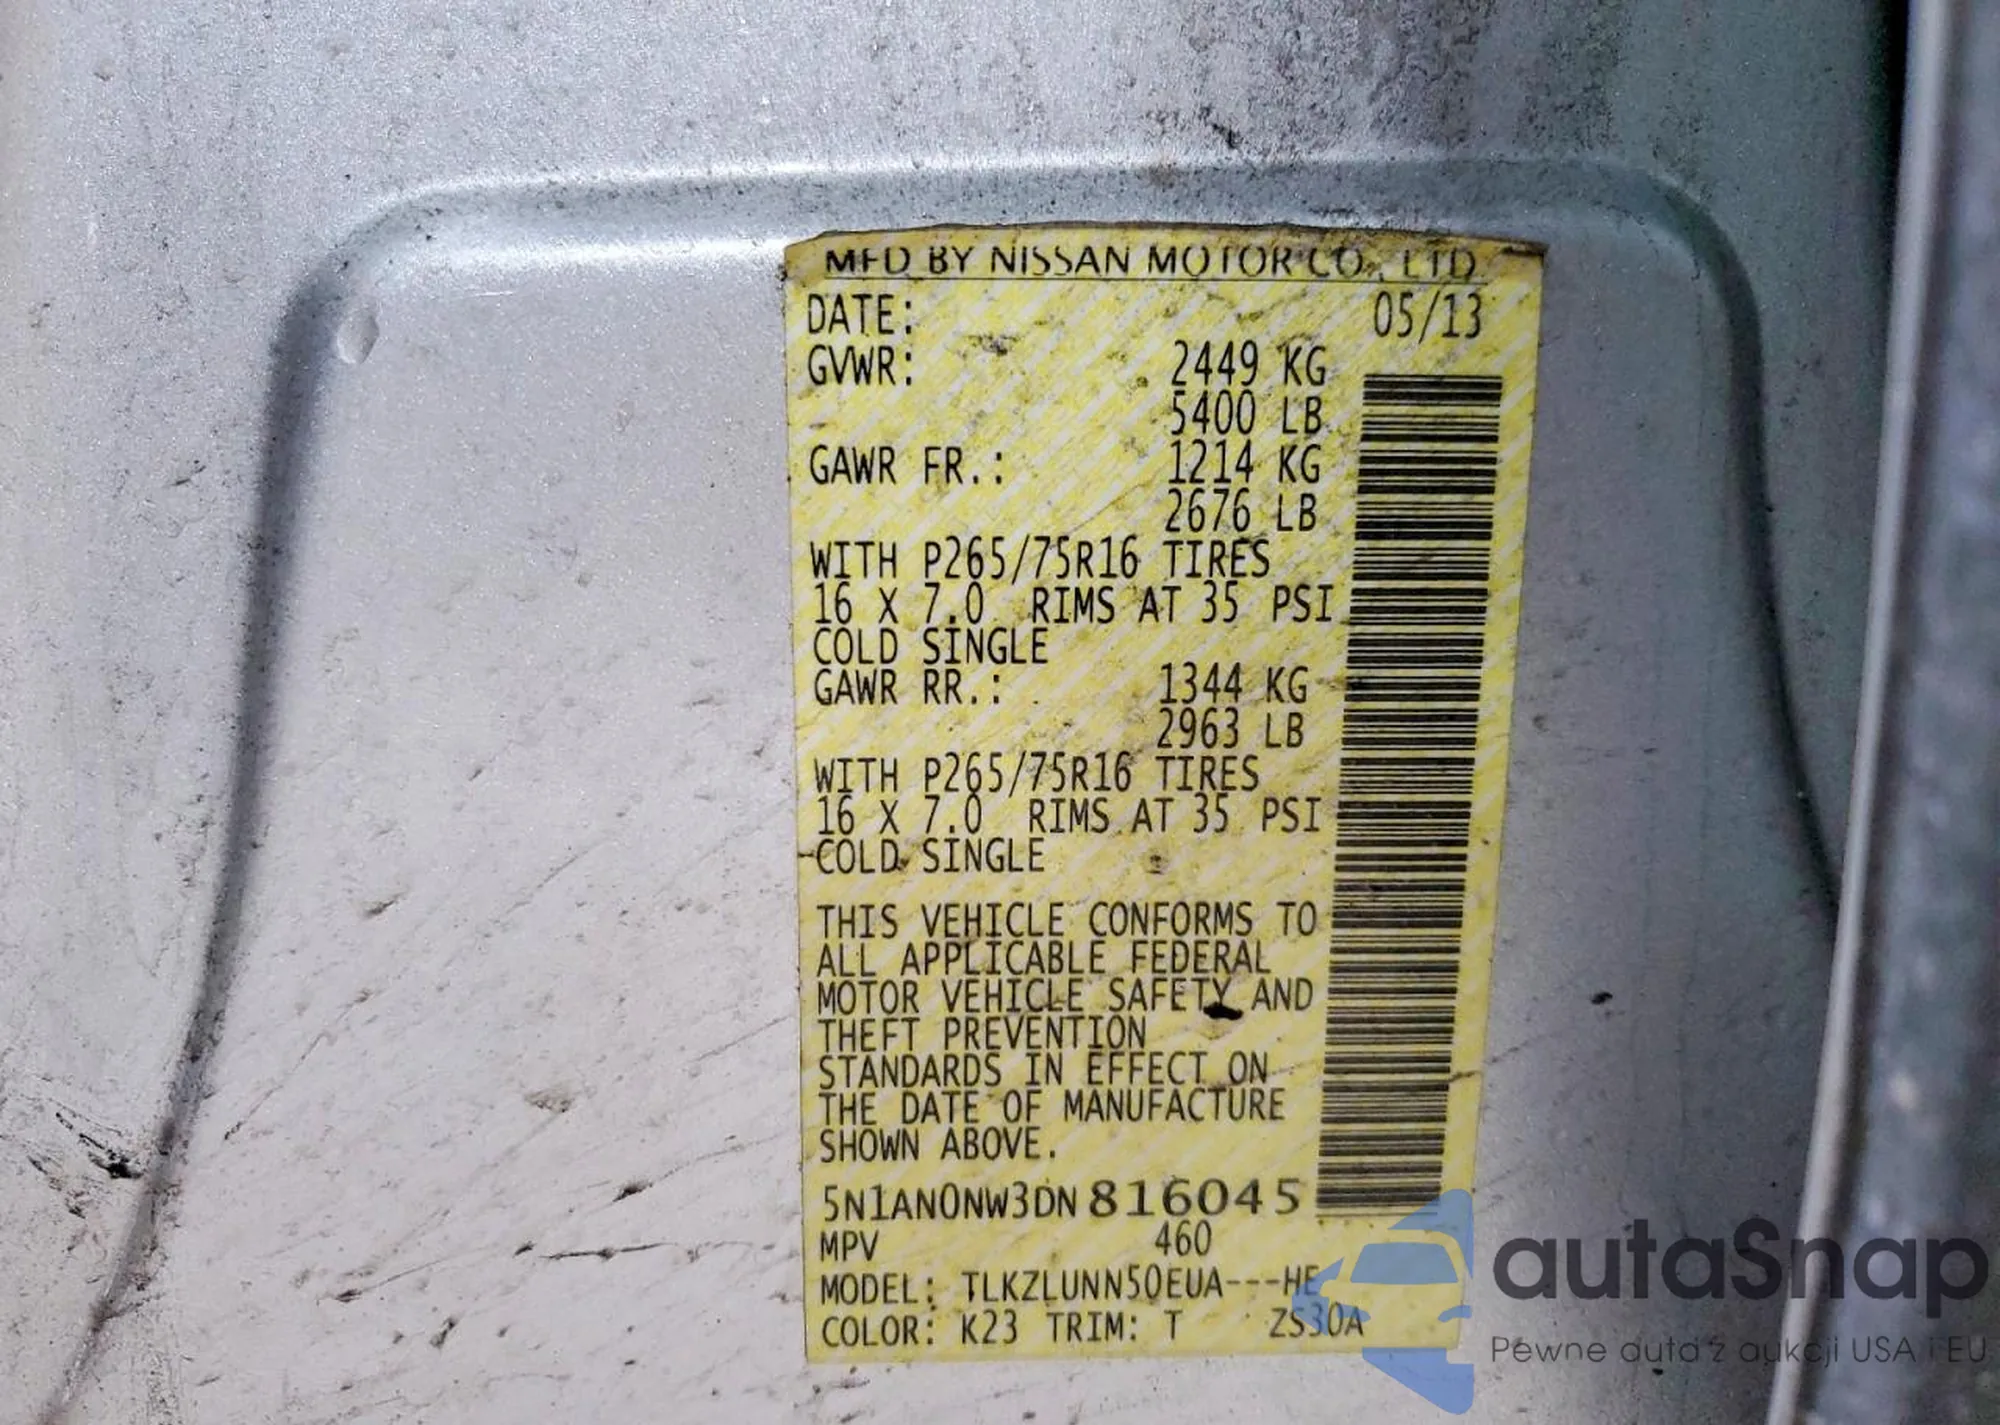 MFD BY NISSAN MOTOR CO., LTD.
DATE: 05/13
GVWR: 2449 KG
5400 LB
GAWR FR.: 1214 KG
2676 LB
WITH P265/75R16 TIRES
16 X 7.0 RIMS AT 35 PSI
COLD SINGLE
GAWR RR.: 1344 KG
2963 LB
WITH P265/75R16 TIRES
16 X 7.0 RIMS AT 35 PSI
COLD SINGLE
THIS VEHICLE CONFORMS TO
ALL APPLICABLE FEDERAL
MOTOR VEHICLE SAFETY AND
THEFT PREVENTION
STANDARDS IN EFFECT ON
THE DATE OF MANUFACTURE
SHOWN ABOVE.
5N1AN0NW3DN 816045
MPV 460
MODEL: TLKZLUNN50EUA---HE
COLOR: K23 TRIM: T ZS30A
autaSnap
Pewne auta z aukcji USA i EU